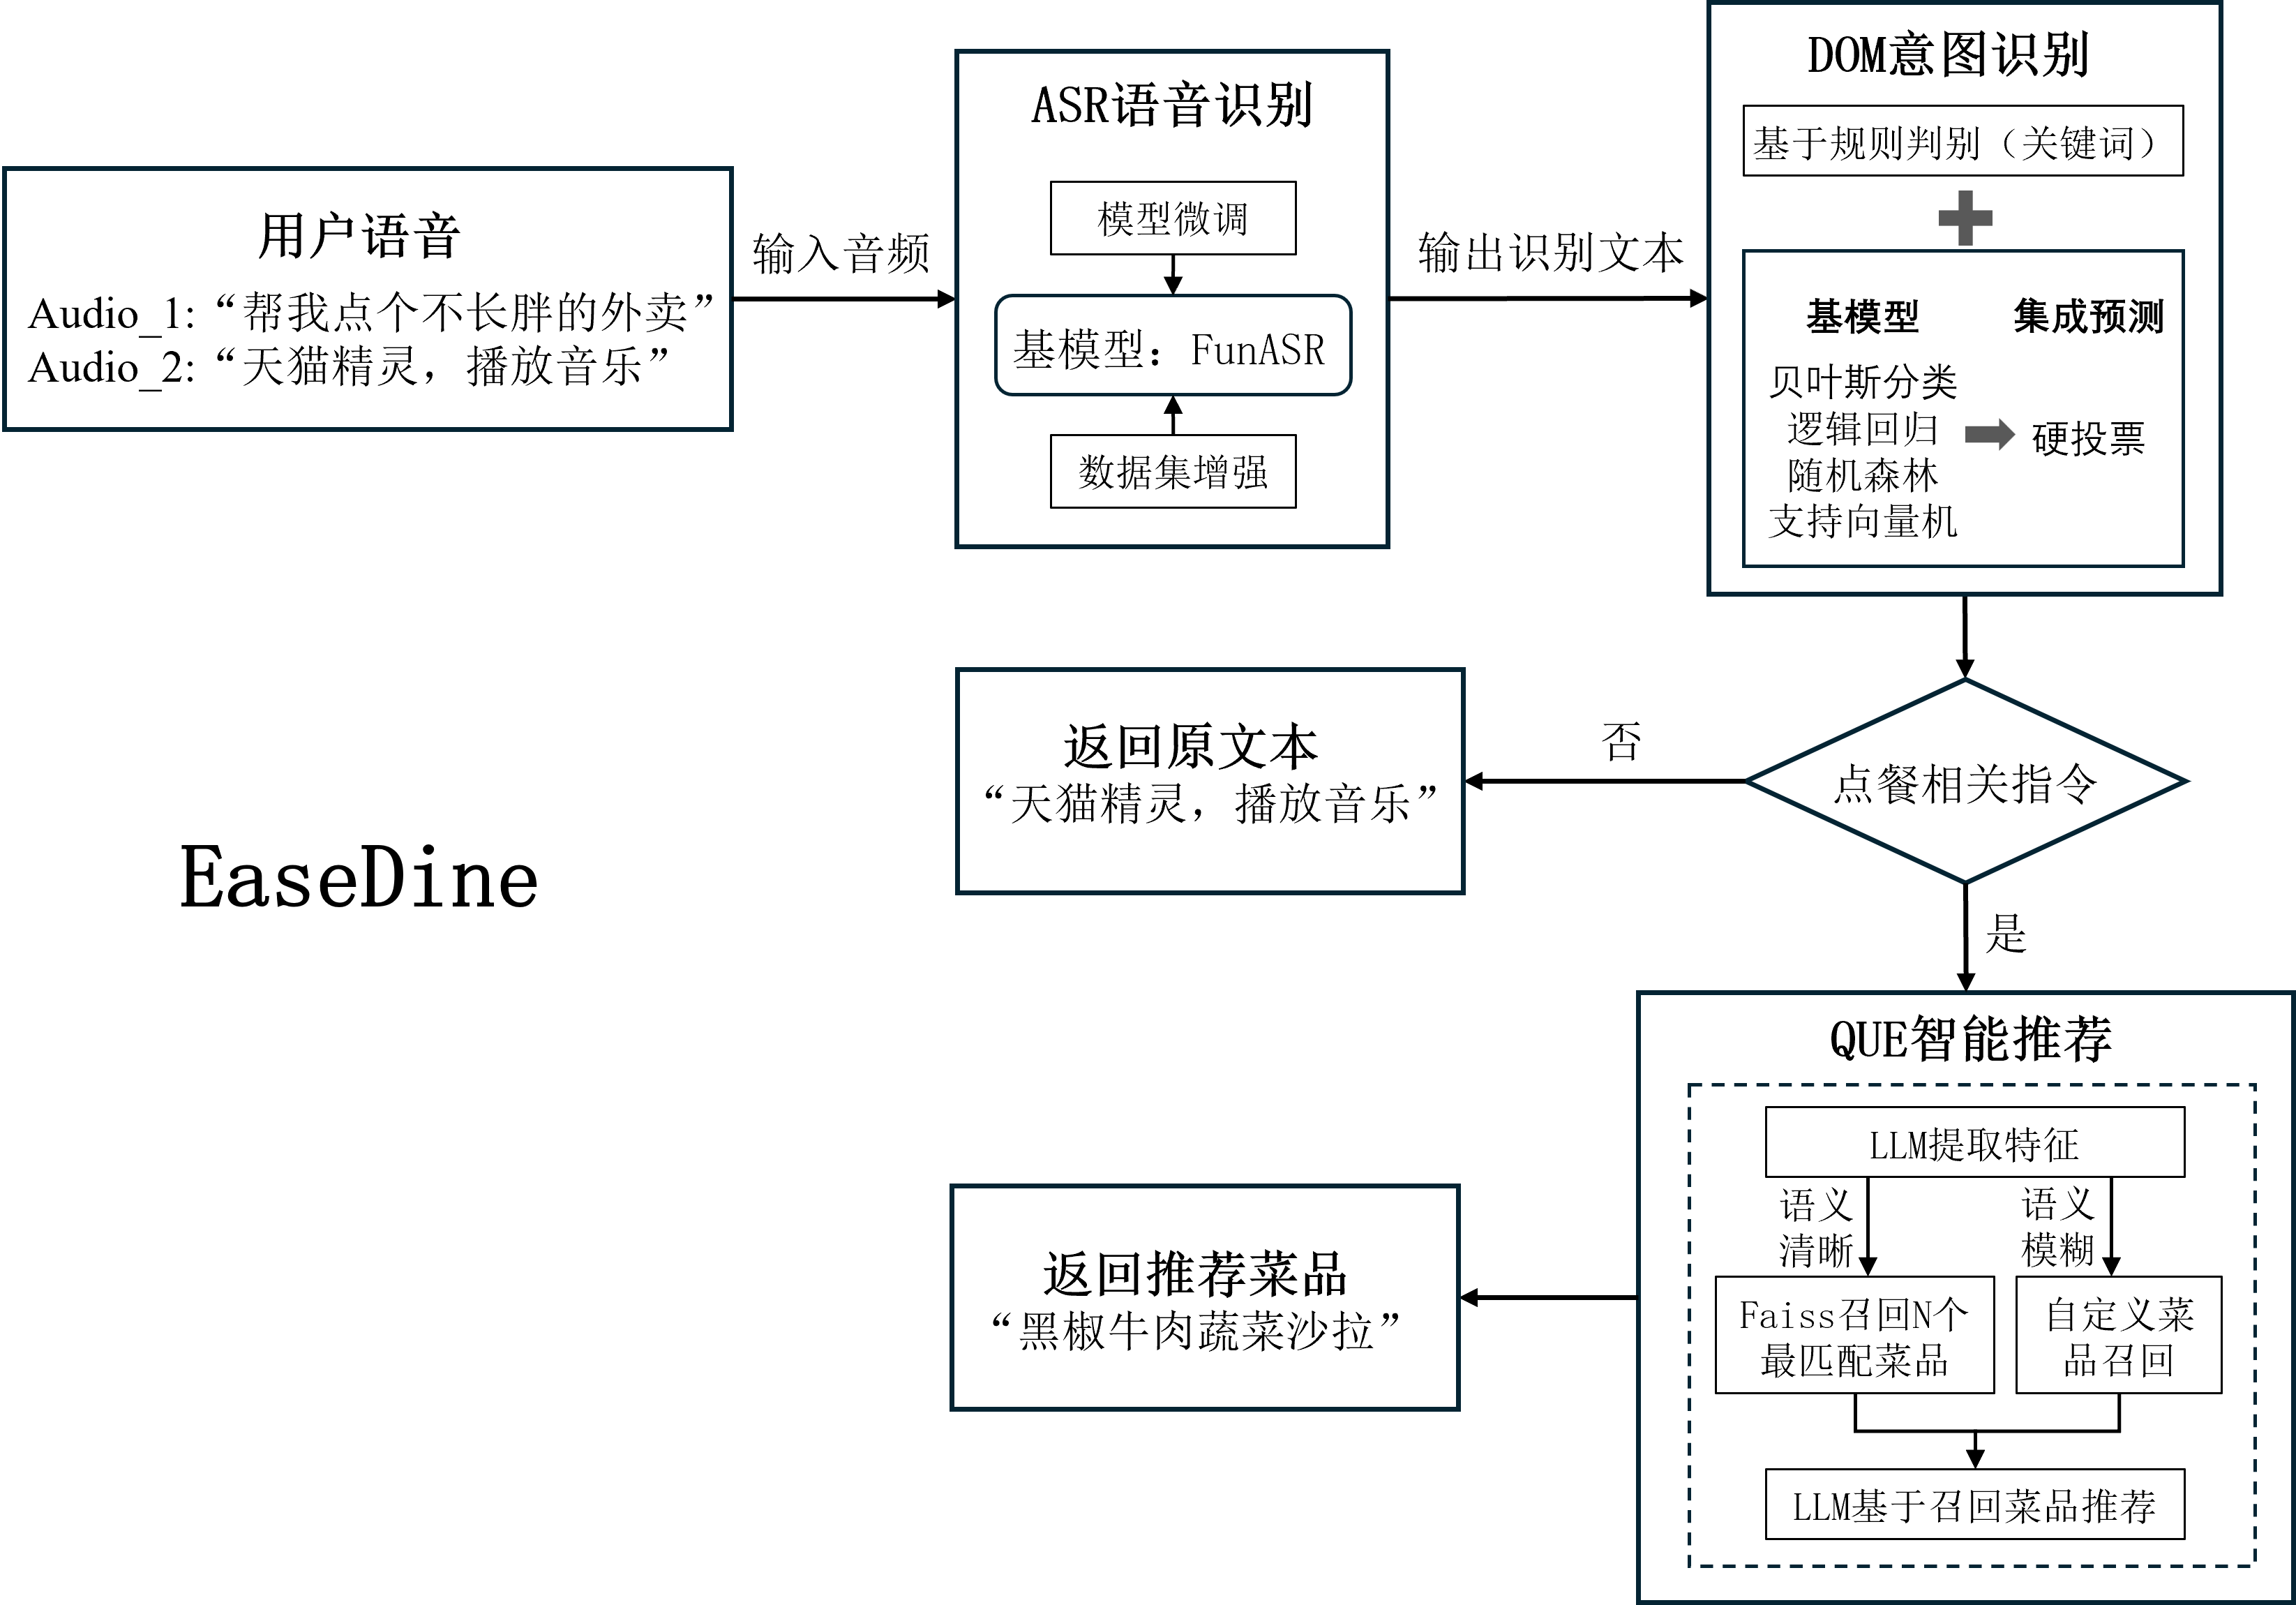 用户语音
Audio_1: “帮我点个不长胖的外卖”
Audio_2: “天猫精灵，播放音乐”
输入音频
ASR语音识别
模型微调
基模型：FunASR
数据集增强
输出识别文本
DOM意图识别
基于规则判别（关键词）
基模型
集成预测
贝叶斯分类
逻辑回归
随机森林
支持向量机
硬投票
点餐相关指令
否
返回原文本
“天猫精灵，播放音乐”
是
EaseDine
QUE智能推荐
LLM提取特征
语义
清晰
语义
模糊
Faiss召回N个
最匹配菜品
自定义菜
品召回
LLM基于召回菜品推荐
返回推荐菜品
“黑椒牛肉蔬菜沙拉”